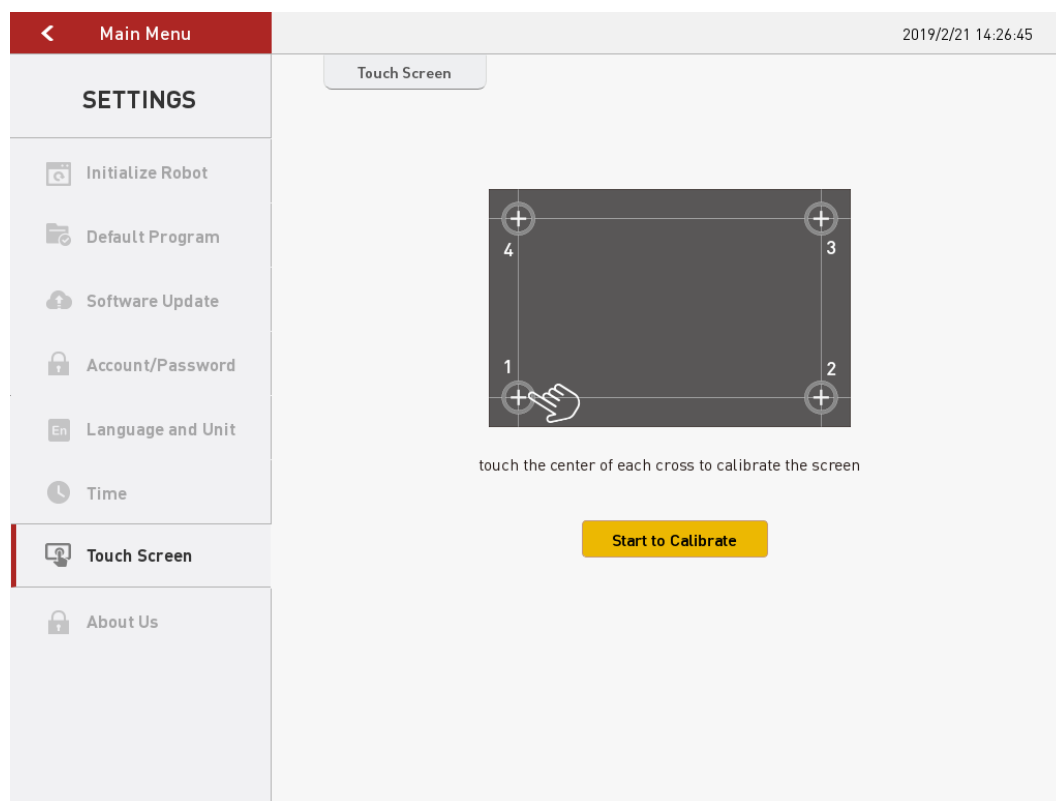 Main Menu
2019/2/21 14:26:45
SETTINGS
Touch Screen
Initialize Robot
Default Program
Software Update
Account/Password
En Language and Unit
Time
Touch Screen
About Us
4 3
1 2
touch the center of each cross to calibrate the screen
Start to Calibrate